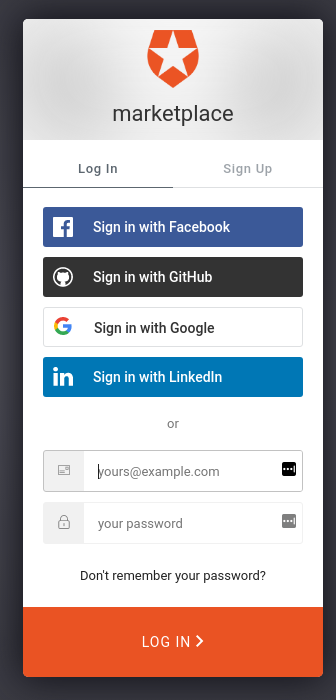 marketplace
Log In Sign Up
Sign in with Facebook
Sign in with GitHub
Sign in with Google
Sign in with LinkedIn
or
yours@example.com
your password
Don't remember your password?
LOG IN